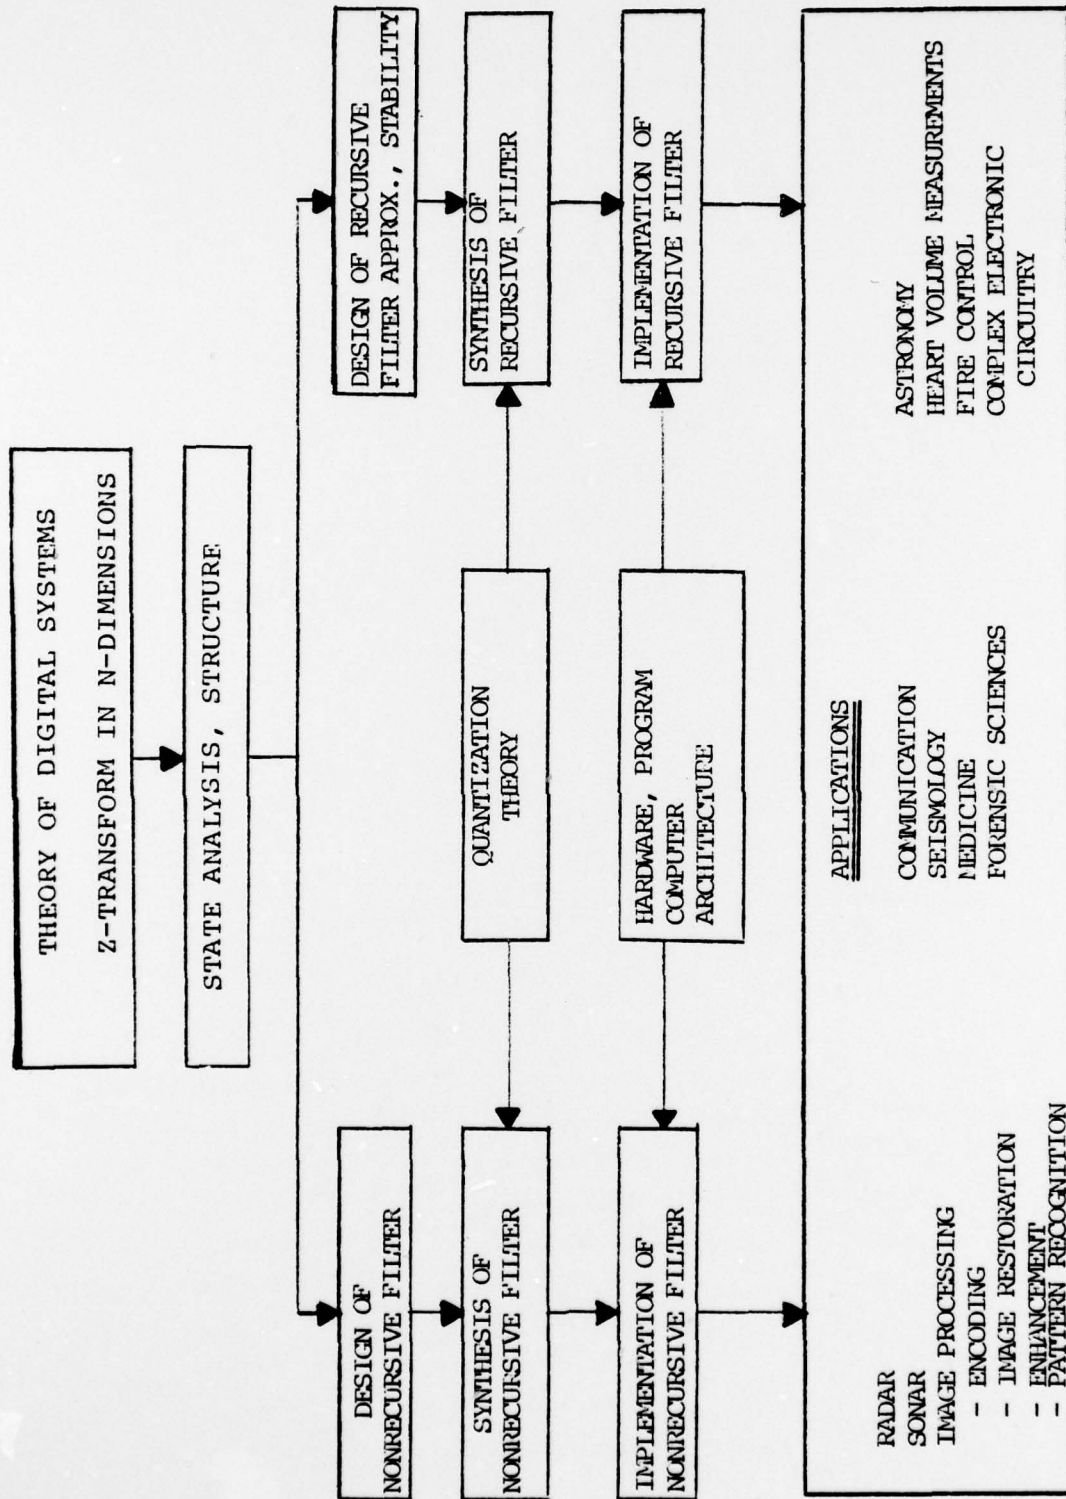 THEORY OF DIGITAL SYSTEMS
Z-TRANSFORM IN N-DIMENSIONS
STATE ANALYSIS, STRUCTURE
DESIGN OF
NONRECURSIVE FILTER
DESIGN OF RECURSIVE
FILTER APPROX., STABILITY
SYNTHESIS OF
NONRECURSIVE FILTER
QUANTIZATION
THEORY
SYNTHESIS OF
RECURSIVE FILTER
IMPLEMENTATION OF
NONRECURSIVE FILTER
HARDWARE, PROGRAM
COMPUTER
ARCHITECTURE
IMPLEMENTATION OF
RECURSIVE FILTER
APPLICATIONS
RADAR
SONAR
IMAGE PROCESSING
- ENCODING
- IMAGE RESTORATION
- ENHANCEMENT
- PATTERN RECOGNITION
COMMUNICATION
SEISMOLOGY
MEDICINE
FORENSIC SCIENCES
ASTRONOMY
HEART VOLUME MEASUREMENTS
FIRE CONTROL
COMPLEX ELECTRONIC
CIRCUITRY